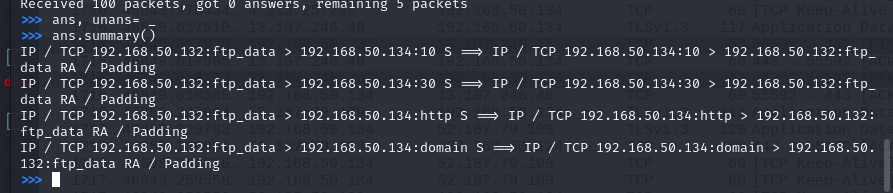 Received 100 packets, got 0 answers, remaining 5 packets
>>> ans, unans= _
>>> ans.summary()
IP / TCP 192.168.50.132:ftp_data > 192.168.50.134:10 S ==> IP / TCP 192.168.50.134:10 > 192.168.50.132:ftp_
data RA / Padding
IP / TCP 192.168.50.132:ftp_data > 192.168.50.134:30 S ==> IP / TCP 192.168.50.134:30 > 192.168.50.132:ftp_
data RA / Padding
IP / TCP 192.168.50.132:ftp_data > 192.168.50.134:http S ==> IP / TCP 192.168.50.134:http > 192.168.50.132:
ftp_data RA / Padding
IP / TCP 192.168.50.132:ftp_data > 192.168.50.134:domain S ==> IP / TCP 192.168.50.134:domain > 192.168.50.
132:ftp_data RA / Padding
>>>